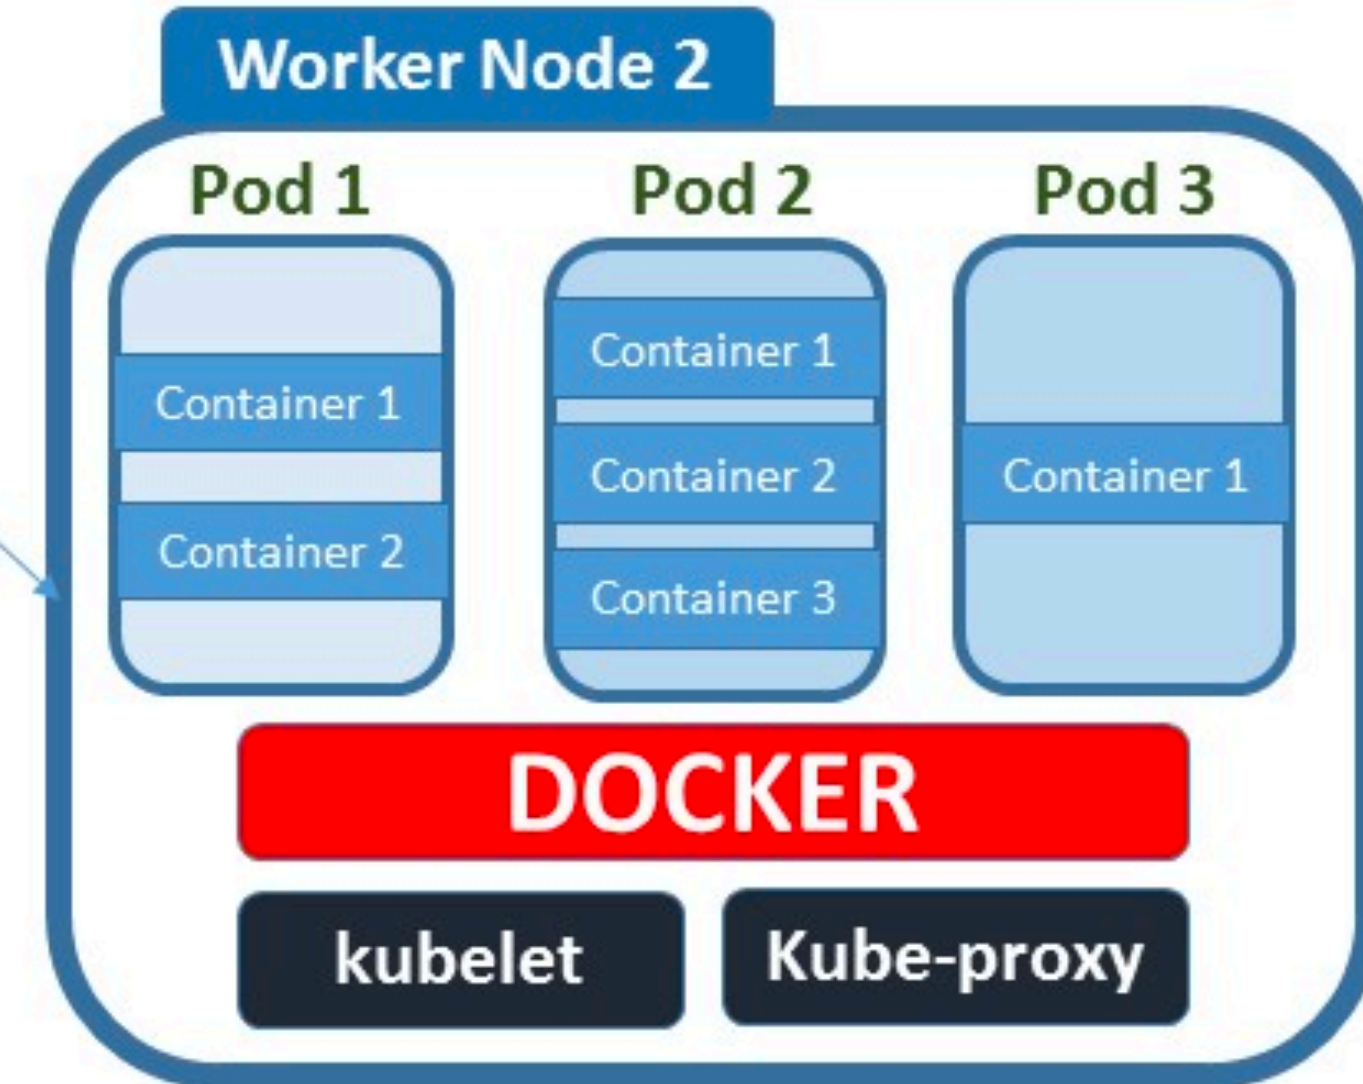 Worker Node 2
Pod 1
Container 1
Container 2
Pod 2
Container 1
Container 2
Container 3
Pod 3
Container 1
DOCKER
kubelet
Kube-proxy